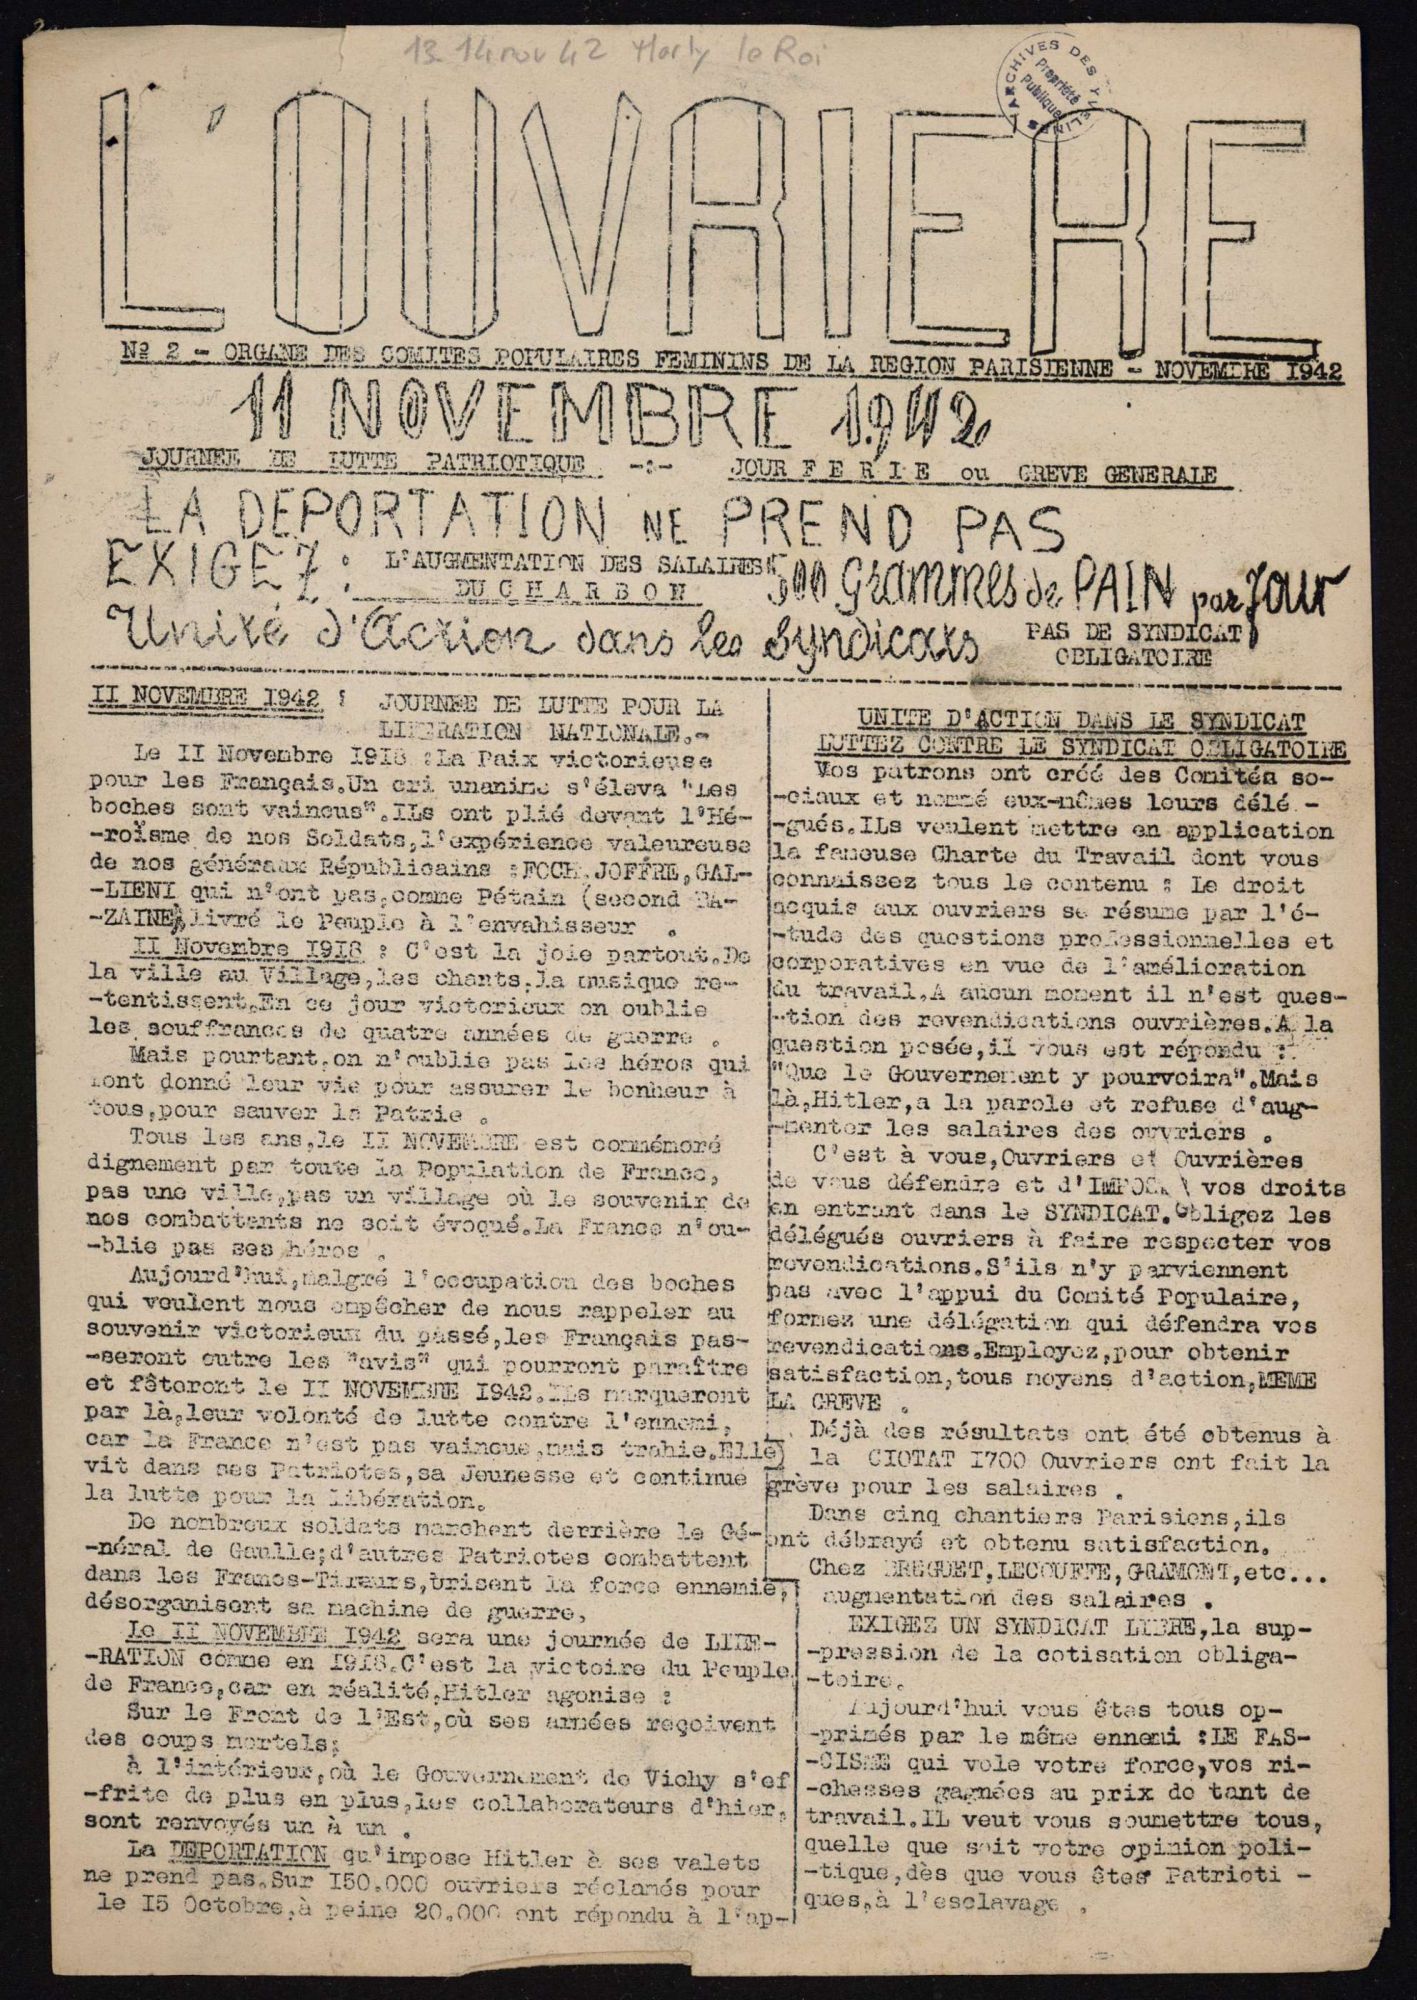 13-14 nov 42 Marly le Roi
ARCHIVES DES YVELINES
Propriété
Publique
L'OUVRIERE
Nº 2 - ORGANE DES COMITES POPULAIRES FEMININS DE LA REGION PARISIENNE - NOVEMBRE 1942
11 NOVEMBRE 1942
JOURNEE DE LUTTE PATRIOTIQUE -:- JOUR F E R I E ou GREVE GENERALE
LA DEPORTATION NE PREND PAS
EXIGEZ : L'AUGMENTATION DES SALAIRES 500 Grammes de PAIN par Jour
DU C H A R B O N
Unité d'Action dans les Syndicats PAS DE SYNDICAT
OBLIGATOIRE
II NOVEMBRE 1942 : JOURNEE DE LUTTE POUR LA
LIBERATION NATIONALE.-
Le II Novembre 1918 :La Paix victorieuse
pour les Français.Un cri unanime s'éleva "Les
boches sont vaincus".ILs ont plié devant l'Hé-
-roïsme de nos Soldats,l'expérience valeureuse
de nos généraux Républicains :FOCH,JOFFRE,GAL-
-LIENI qui n'ont pas,comme Pétain (second BA-
-ZAINE),livré le Peuple à l'envahisseur .
II Novembre 1918 : C'est la joie partout.De
la ville au Village,les chants,la musique re-
-tentissent.En ce jour victorieux on oublie
les souffrances de quatre années de guerre .
Mais pourtant,on n'oublie pas les héros qui
ont donné leur vie pour assurer le bonheur à
tous,pour sauver la Patrie .
Tous les ans,le II NOVEMBRE est commémoré
dignement par toute la Population de France,
pas une ville,pas un village où le souvenir de
nos combattants ne soit évoqué.La France n'ou-
-blie pas ses héros .
Aujourd'hui,malgré l'occupation des boches
qui veulent nous empêcher de nous rappeler au
souvenir victorieux du passé,les Français pas-
-seront outre les "avis" qui pourront paraître
et fêteront le II NOVEMBRE 1942.ILs marqueront
par là,leur volonté de lutte contre l'ennemi,
car la France n'est pas vaincue,mais trahie.Elle
vit dans ses Patriotes,sa Jeunesse et continue
la lutte pour la libération.
De nombreux soldats marchent derrière le Gé-
-néral de Gaulle;d'autres Patriotes combattent
dans les Francs-Tireurs,brisent la force ennemie,
désorganisent sa machine de guerre,
Le II NOVEMBRE 1942 sera une journée de LIBE-
-RATION comme en 1918.C'est la victoire du Peuple
de France,car en réalité,Hitler agonise :
Sur le Front de l'Est,où ses armées reçoivent
des coups mortels;
à l'intérieur,où le Gouvernement de Vichy s'ef
-frite de plus en plus,les collaborateurs d'hier,
sont renvoyés un à un .
La DEPORTATION qu'impose Hitler à ses valets
ne prend pas.Sur I50.000 ouvriers réclamés pour
le I5 Octobre,à peine 20.000 ont répondu à l'ap-
UNITE D'ACTION DANS LE SYNDICAT
LUTTEZ CONTRE LE SYNDICAT OBLIGATOIRE
Vos patrons ont créé des Comités so-
-ciaux et nommé eux-mêmes leurs délé -
-gués.ILs veulent mettre en application
la fameuse Charte du Travail dont vous
connaissez tous le contenu : Le droit
acquis aux ouvriers se résume par l'é-
-tude des questions professionnelles et
corporatives en vue de l'amélioration
du travail.A aucun moment il n'est ques-
-tion des revendications ouvrières.A la
question posée,il vous est répondu :
"Que le Gouvernement y pourvoira".Mais
là,Hitler,a la parole et refuse d'aug-
-menter les salaires des ouvriers .
C'est à vous,Ouvriers et Ouvrières
de vous défendre et d'IMPOSER vos droits
en entrant dans le SYNDICAT.Obligez les
délégués ouvriers à faire respecter vos
revendications.S'ils n'y parviennent
pas avec l'appui du Comité Populaire,
formez une délégation qui défendra vos
revendications.Employez,pour obtenir
satisfaction,tous moyens d'action,MEME
LA GREVE .
Déjà des résultats ont été obtenus à
la CIOTAT I700 Ouvriers ont fait la
grève pour les salaires .
Dans cinq chantiers Parisiens,ils
ont débrayé et obtenu satisfaction.
Chez BREGUET,LECOUFFE,GRAMONT,etc...
augmentation des salaires .
EXIGEZ UN SYNDICAT LIBRE,la sup-
-pression de la cotisation obliga-
-toire.
Aujourd'hui vous êtes tous op-
-primés par le même ennemi :LE FAS-
-CISME qui vole votre force,vos ri-
-chesses gagnées au prix de tant de
travail.IL veut vous soumettre tous,
quelle que soit votre opinion poli-
-tique,dès que vous êtes Patrioti -
ques,à l'esclavage .